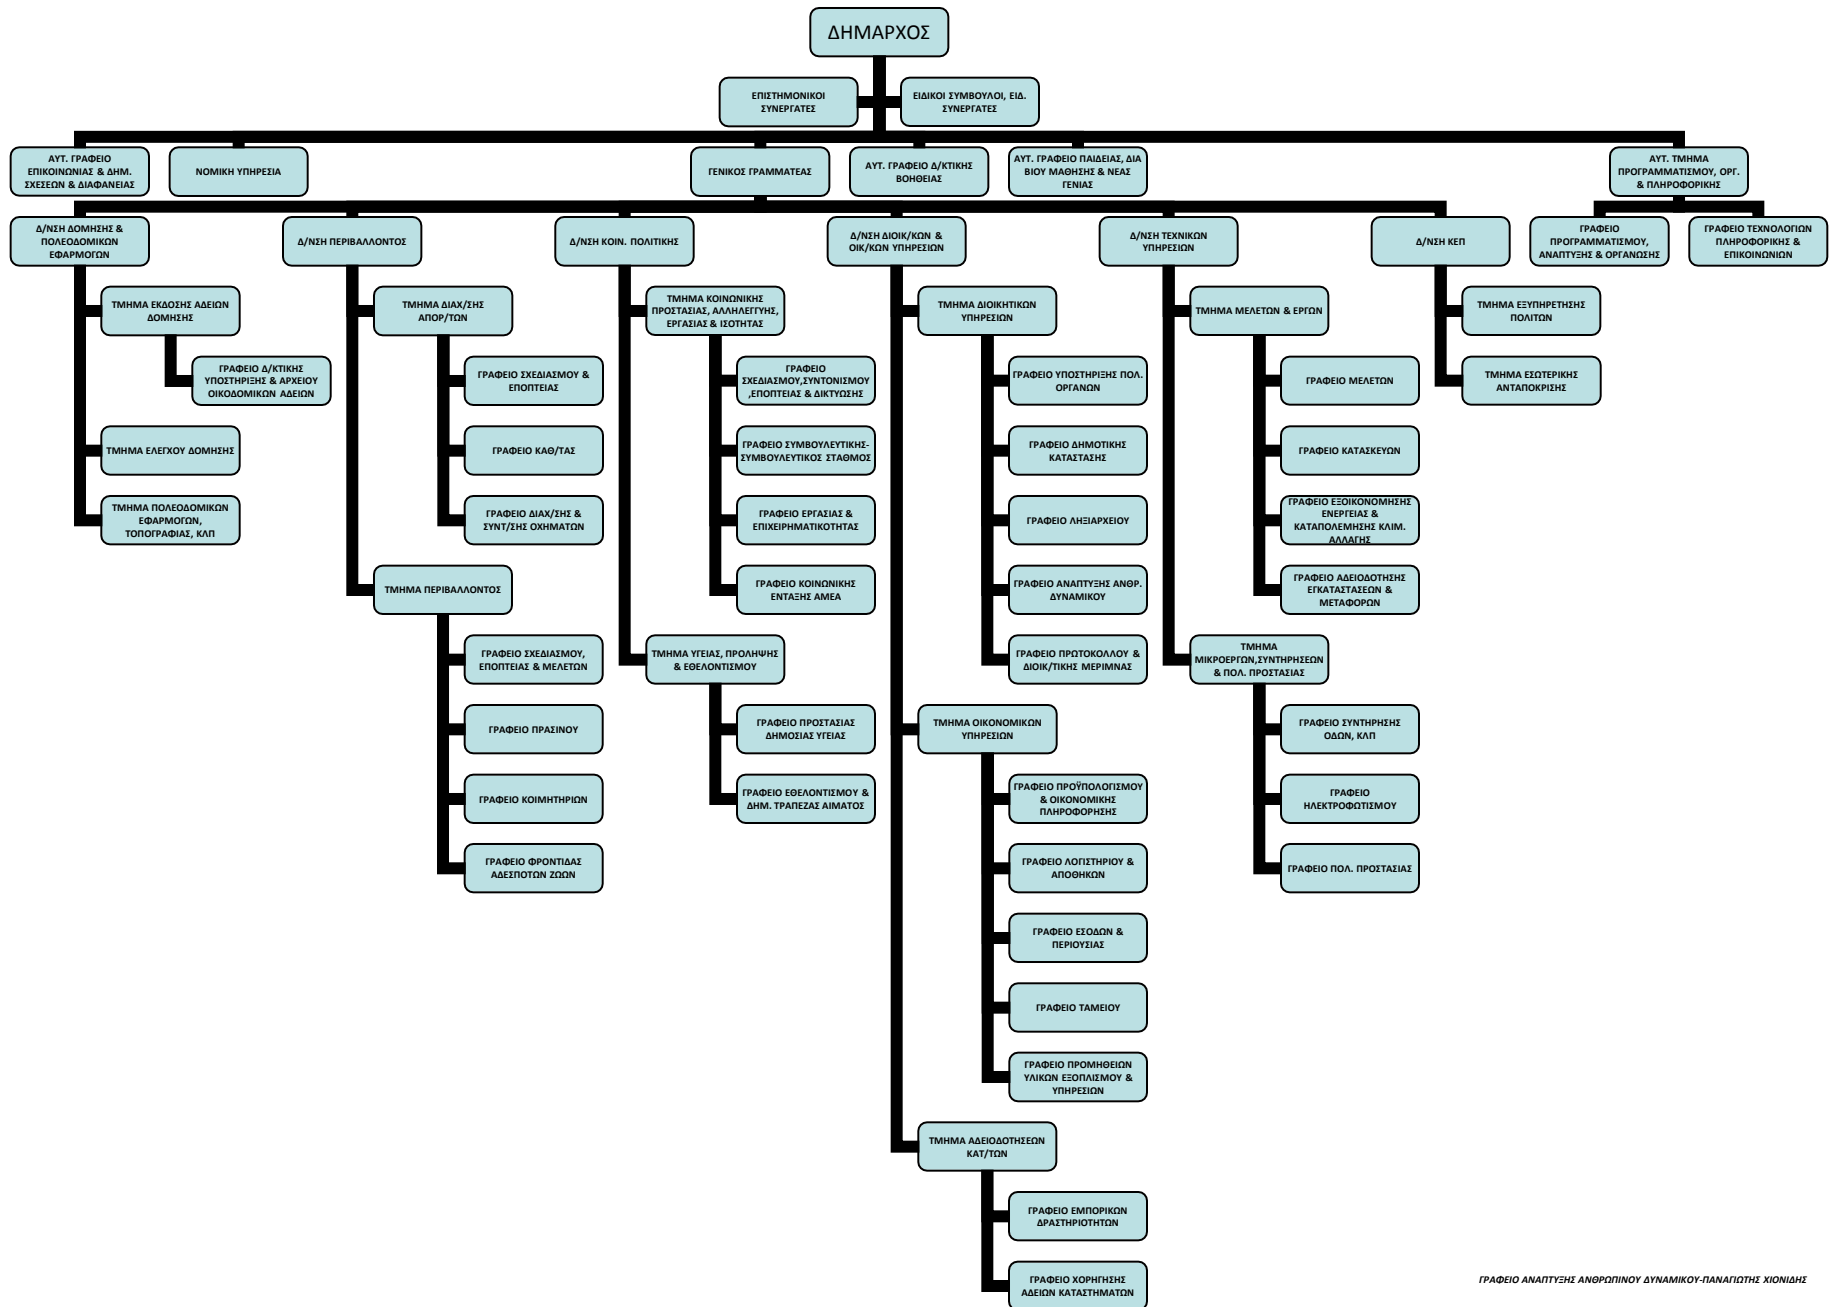 ΔΗΜΑΡΧΟΣ
ΕΠΙΣΤΗΜΟΝΙΚΟΙ
ΣΥΝΕΡΓΑΤΕΣ
ΕΙΔΙΚΟΙ ΣΥΜΒΟΥΛΟΙ, ΕΙΔ.
ΣΥΝΕΡΓΑΤΕΣ
ΑΥΤ. ΓΡΑΦΕΙΟ
ΕΠΙΚΟΙΝΩΝΙΑΣ & ΔΗΜ.
ΣΧΕΣΕΩΝ & ΔΙΑΦΑΝΕΙΑΣ
ΝΟΜΙΚΗ ΥΠΗΡΕΣΙΑ
ΓΕΝΙΚΟΣ ΓΡΑΜΜΑΤΕΑΣ
ΑΥΤ. ΓΡΑΦΕΙΟ Δ/ΚΤΙΚΗΣ
ΒΟΗΘΕΙΑΣ
ΑΥΤ. ΓΡΑΦΕΙΟ ΠΑΙΔΕΙΑΣ, ΔΙΑ
ΒΙΟΥ ΜΑΘΗΣΗΣ & ΝΕΑΣ
ΓΕΝΙΑΣ
ΑΥΤ. ΤΜΗΜΑ
ΠΡΟΓΡΑΜΜΑΤΙΣΜΟΥ, ΟΡΓ.
& ΠΛΗΡΟΦΟΡΙΚΗΣ
Δ/ΝΣΗ ΔΟΜΗΣΗΣ &
ΠΟΛΕΟΔΟΜΙΚΩΝ
ΕΦΑΡΜΟΓΩΝ
Δ/ΝΣΗ ΠΕΡΙΒΑΛΛΟΝΤΟΣ
Δ/ΝΣΗ ΚΟΙΝ. ΠΟΛΙΤΙΚΗΣ
Δ/ΝΣΗ ΔΙΟΙΚ/ΚΩΝ &
ΟΙΚ/ΚΩΝ ΥΠΗΡΕΣΙΩΝ
Δ/ΝΣΗ ΤΕΧΝΙΚΩΝ
ΥΠΗΡΕΣΙΩΝ
Δ/ΝΣΗ ΚΕΠ
ΓΡΑΦΕΙΟ
ΠΡΟΓΡΑΜΜΑΤΙΣΜΟΥ,
ΑΝΑΠΤΥΞΗΣ & ΟΡΓΑΝΩΣΗΣ
ΓΡΑΦΕΙΟ ΤΕΧΝΟΛΟΓΙΩΝ
ΠΛΗΡΟΦΟΡΙΚΗΣ &
ΕΠΙΚΟΙΝΩΝΙΩΝ
ΤΜΗΜΑ ΕΚΔΟΣΗΣ ΑΔΕΙΩΝ
ΔΟΜΗΣΗΣ
ΓΡΑΦΕΙΟ Δ/ΚΤΙΚΗΣ
ΥΠΟΣΤΗΡΙΞΗΣ & ΑΡΧΕΙΟΥ
ΟΙΚΟΔΟΜΙΚΩΝ ΑΔΕΙΩΝ
ΤΜΗΜΑ ΕΛΕΓΧΟΥ ΔΟΜΗΣΗΣ
ΤΜΗΜΑ ΠΟΛΕΟΔΟΜΙΚΩΝ
ΕΦΑΡΜΟΓΩΝ,
ΤΟΠΟΓΡΑΦΙΑΣ, ΚΛΠ
ΤΜΗΜΑ ΔΙΑΧ/ΣΗΣ
ΑΠΟΡ/ΤΩΝ
ΓΡΑΦΕΙΟ ΣΧΕΔΙΑΣΜΟΥ &
ΕΠΟΠΤΕΙΑΣ
ΓΡΑΦΕΙΟ ΚΑΘ/ΤΑΣ
ΓΡΑΦΕΙΟ ΔΙΑΧ/ΣΗΣ &
ΣΥΝΤ/ΣΗΣ ΟΧΗΜΑΤΩΝ
ΤΜΗΜΑ ΠΕΡΙΒΑΛΛΟΝΤΟΣ
ΓΡΑΦΕΙΟ ΣΧΕΔΙΑΣΜΟΥ,
ΕΠΟΠΤΕΙΑΣ & ΜΕΛΕΤΩΝ
ΓΡΑΦΕΙΟ ΠΡΑΣΙΝΟΥ
ΓΡΑΦΕΙΟ ΚΟΙΜΗΤΗΡΙΩΝ
ΓΡΑΦΕΙΟ ΦΡΟΝΤΙΔΑΣ
ΑΔΕΣΠΟΤΩΝ ΖΩΩΝ
ΤΜΗΜΑ ΚΟΙΝΩΝΙΚΗΣ
ΠΡΟΣΤΑΣΙΑΣ, ΑΛΛΗΛΕΓΓΥΗΣ,
ΕΡΓΑΣΙΑΣ & ΙΣΟΤΗΤΑΣ
ΓΡΑΦΕΙΟ
ΣΧΕΔΙΑΣΜΟΥ,ΣΥΝΤΟΝΙΣΜΟΥ
,ΕΠΟΠΤΕΙΑΣ & ΔΙΚΤΥΩΣΗΣ
ΓΡΑΦΕΙΟ ΣΥΜΒΟΥΛΕΥΤΙΚΗΣ-
ΣΥΜΒΟΥΛΕΥΤΙΚΟΣ ΣΤΑΘΜΟΣ
ΓΡΑΦΕΙΟ ΕΡΓΑΣΙΑΣ &
ΕΠΙΧΕΙΡΗΜΑΤΙΚΟΤΗΤΑΣ
ΓΡΑΦΕΙΟ ΚΟΙΝΩΝΙΚΗΣ
ΕΝΤΑΞΗΣ ΑΜΕΑ
ΤΜΗΜΑ ΥΓΕΙΑΣ, ΠΡΟΛΗΨΗΣ
& ΕΘΕΛΟΝΤΙΣΜΟΥ
ΓΡΑΦΕΙΟ ΠΡΟΣΤΑΣΙΑΣ
ΔΗΜΟΣΙΑΣ ΥΓΕΙΑΣ
ΓΡΑΦΕΙΟ ΕΘΕΛΟΝΤΙΣΜΟΥ &
ΔΗΜ. ΤΡΑΠΕΖΑΣ ΑΙΜΑΤΟΣ
ΤΜΗΜΑ ΔΙΟΙΚΗΤΙΚΩΝ
ΥΠΗΡΕΣΙΩΝ
ΓΡΑΦΕΙΟ ΥΠΟΣΤΗΡΙΞΗΣ ΠΟΛ.
ΟΡΓΑΝΩΝ
ΓΡΑΦΕΙΟ ΔΗΜΟΤΙΚΗΣ
ΚΑΤΑΣΤΑΣΗΣ
ΓΡΑΦΕΙΟ ΛΗΞΙΑΡΧΕΙΟΥ
ΓΡΑΦΕΙΟ ΑΝΑΠΤΥΞΗΣ ΑΝΘΡ.
ΔΥΝΑΜΙΚΟΥ
ΓΡΑΦΕΙΟ ΠΡΩΤΟΚΟΛΛΟΥ &
ΔΙΟΙΚ/ΤΙΚΗΣ ΜΕΡΙΜΝΑΣ
ΤΜΗΜΑ ΟΙΚΟΝΟΜΙΚΩΝ
ΥΠΗΡΕΣΙΩΝ
ΓΡΑΦΕΙΟ ΠΡΟΫΠΟΛΟΓΙΣΜΟΥ
& ΟΙΚΟΝΟΜΙΚΗΣ
ΠΛΗΡΟΦΟΡΗΣΗΣ
ΓΡΑΦΕΙΟ ΛΟΓΙΣΤΗΡΙΟΥ &
ΑΠΟΘΗΚΩΝ
ΓΡΑΦΕΙΟ ΕΣΟΔΩΝ &
ΠΕΡΙΟΥΣΙΑΣ
ΓΡΑΦΕΙΟ ΤΑΜΕΙΟΥ
ΓΡΑΦΕΙΟ ΠΡΟΜΗΘΕΙΩΝ
ΥΛΙΚΩΝ ΕΞΟΠΛΙΣΜΟΥ &
ΥΠΗΡΕΣΙΩΝ
ΤΜΗΜΑ ΑΔΕΙΟΔΟΤΗΣΕΩΝ
ΚΑΤ/ΤΩΝ
ΓΡΑΦΕΙΟ ΕΜΠΟΡΙΚΩΝ
ΔΡΑΣΤΗΡΙΟΤΗΤΩΝ
ΓΡΑΦΕΙΟ ΧΟΡΗΓΗΣΗΣ
ΑΔΕΙΩΝ ΚΑΤΑΣΤΗΜΑΤΩΝ
ΤΜΗΜΑ ΜΕΛΕΤΩΝ & ΕΡΓΩΝ
ΓΡΑΦΕΙΟ ΜΕΛΕΤΩΝ
ΓΡΑΦΕΙΟ ΚΑΤΑΣΚΕΥΩΝ
ΓΡΑΦΕΙΟ ΕΞΟΙΚΟΝΟΜΗΣΗΣ
ΕΝΕΡΓΕΙΑΣ &
ΚΑΤΑΠΟΛΕΜΗΣΗΣ ΚΛΙΜ.
ΑΛΛΑΓΗΣ
ΓΡΑΦΕΙΟ ΑΔΕΙΟΔΟΤΗΣΗΣ
ΕΓΚΑΤΑΣΤΑΣΕΩΝ &
ΜΕΤΑΦΟΡΩΝ
ΤΜΗΜΑ
ΜΙΚΡΟΕΡΓΩΝ,ΣΥΝΤΗΡΗΣΕΩΝ
& ΠΟΛ. ΠΡΟΣΤΑΣΙΑΣ
ΓΡΑΦΕΙΟ ΣΥΝΤΗΡΗΣΗΣ
ΟΔΩΝ, ΚΛΠ
ΓΡΑΦΕΙΟ
ΗΛΕΚΤΡΟΦΩΤΙΣΜΟΥ
ΓΡΑΦΕΙΟ ΠΟΛ. ΠΡΟΣΤΑΣΙΑΣ
ΤΜΗΜΑ ΕΞΥΠΗΡΕΤΗΣΗΣ
ΠΟΛΙΤΩΝ
ΤΜΗΜΑ ΕΣΩΤΕΡΙΚΗΣ
ΑΝΤΑΠΟΚΡΙΣΗΣ
ΓΡΑΦΕΙΟ ΑΝΑΠΤΥΞΗΣ ΑΝΘΡΩΠΙΝΟΥ ΔΥΝΑΜΙΚΟΥ-ΠΑΝΑΓΙΩΤΗΣ ΧΙΟΝΙΔΗΣ